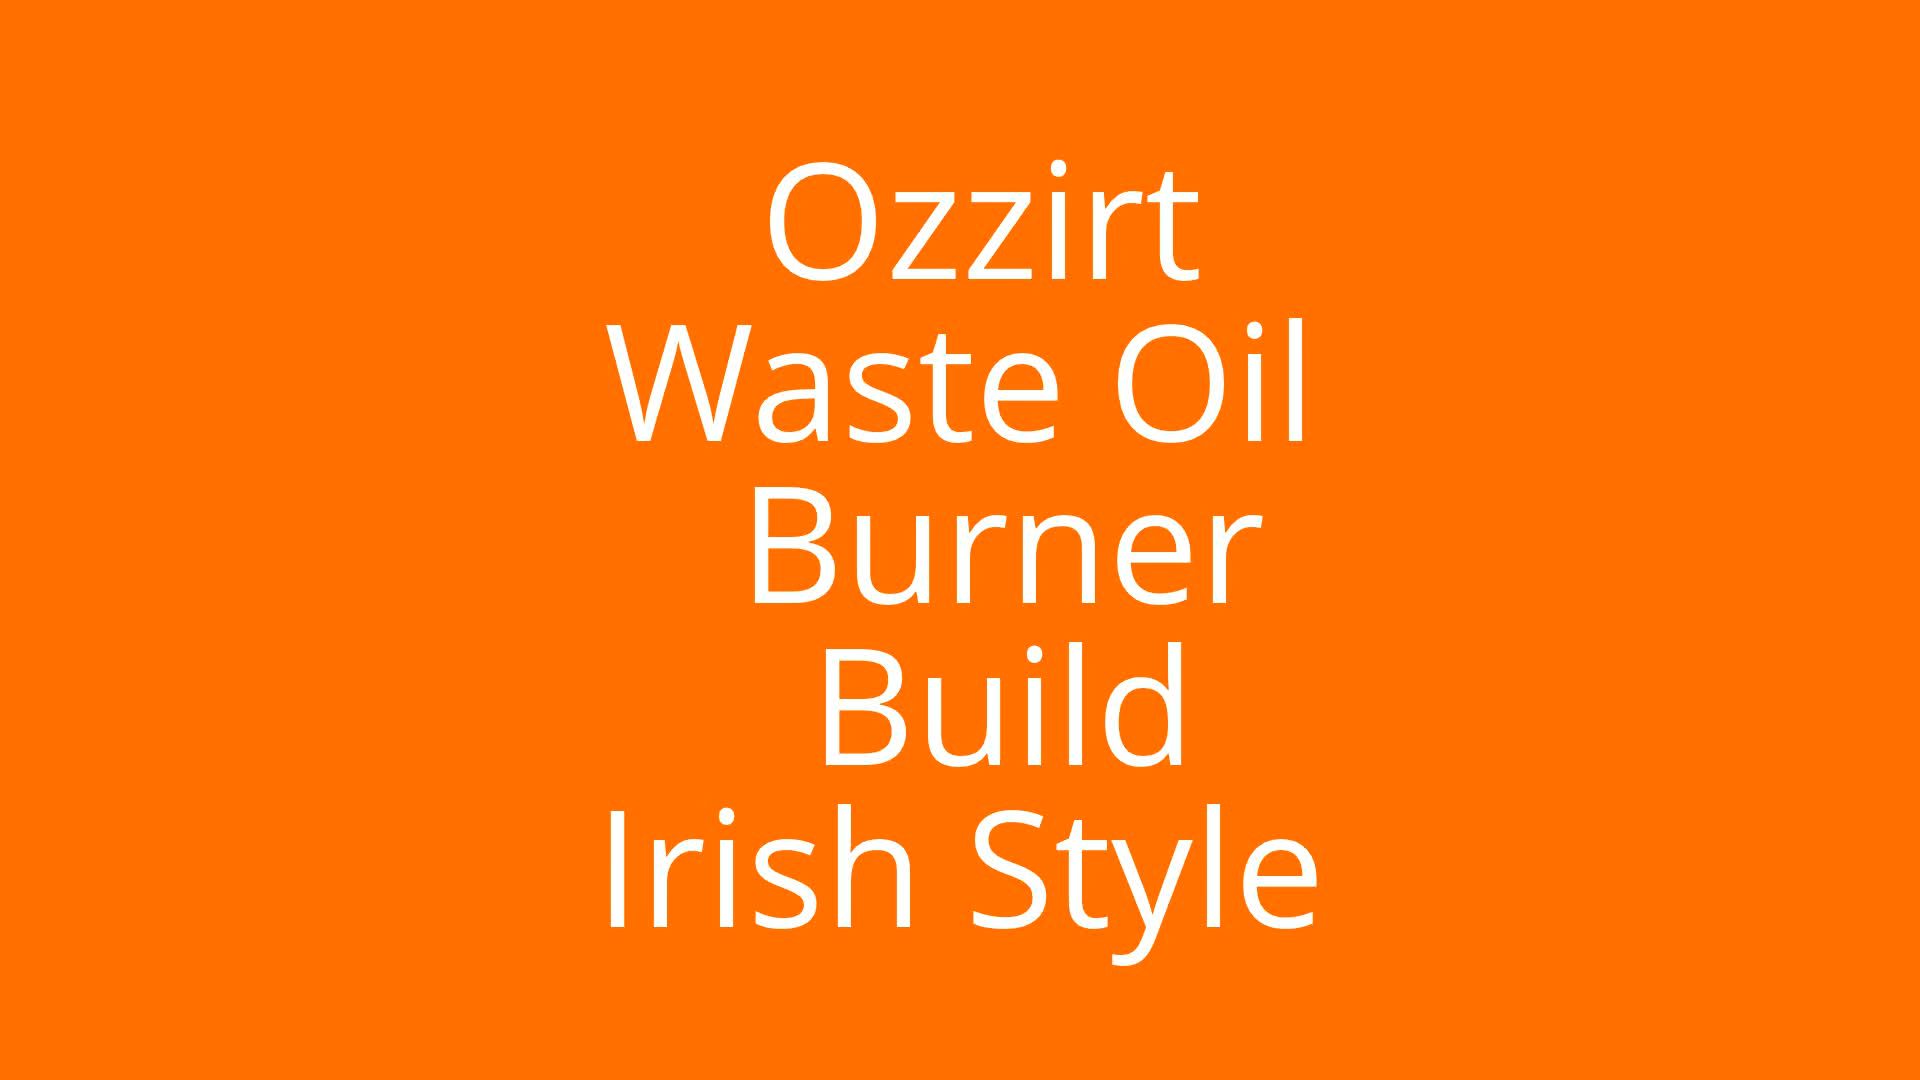 Ozzirt
Waste Oil
Burner
Build
Irish Style